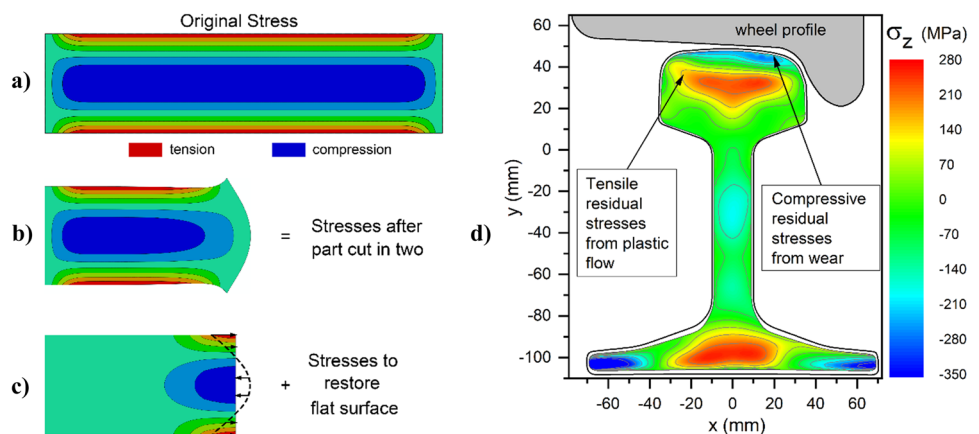 Original Stress
a)
tension
compression
b)
=
Stresses after
part cut in two
c)
+
Stresses to
restore
flat surface
d)
wheel profile
σz (MPa)
280
210
140
70
0
-70
-140
-210
-280
-350
60
40
20
0
-20
-40
-60
-80
-100
y (mm)
Tensile
residual
stresses
from plastic
flow
Compressive
residual
stresses
from wear
-60 -40 -20 0 20 40 60
x (mm)